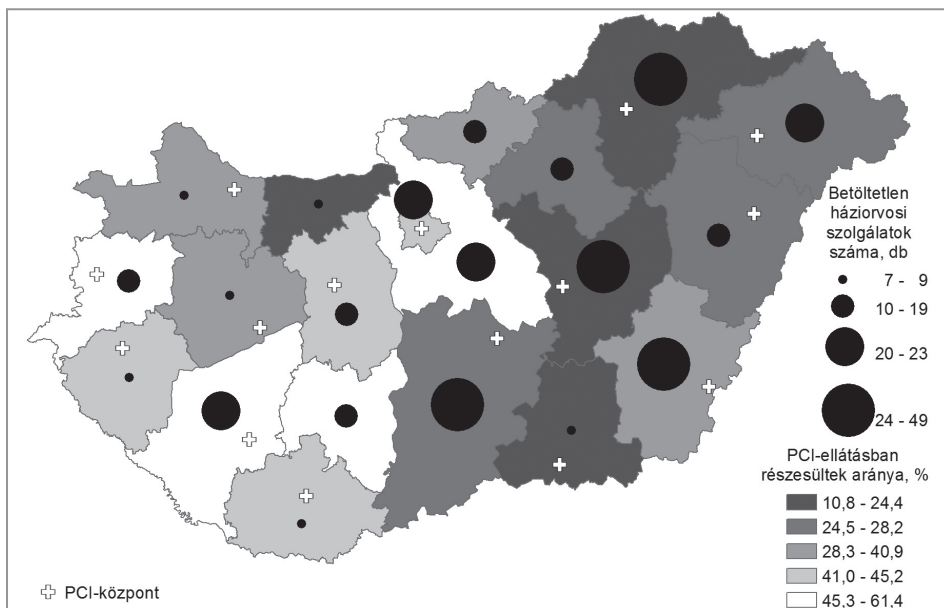 Betöltetlen
háziorvosi
szolgálatok
száma, db
7 - 9
10 - 19
20 - 23
24 - 49
PCI-ellátásban
részesültek aránya, %
10,8 - 24,4
24,5 - 28,2
28,3 - 40,9
41,0 - 45,2
45,3 - 61,4
PCI-központ